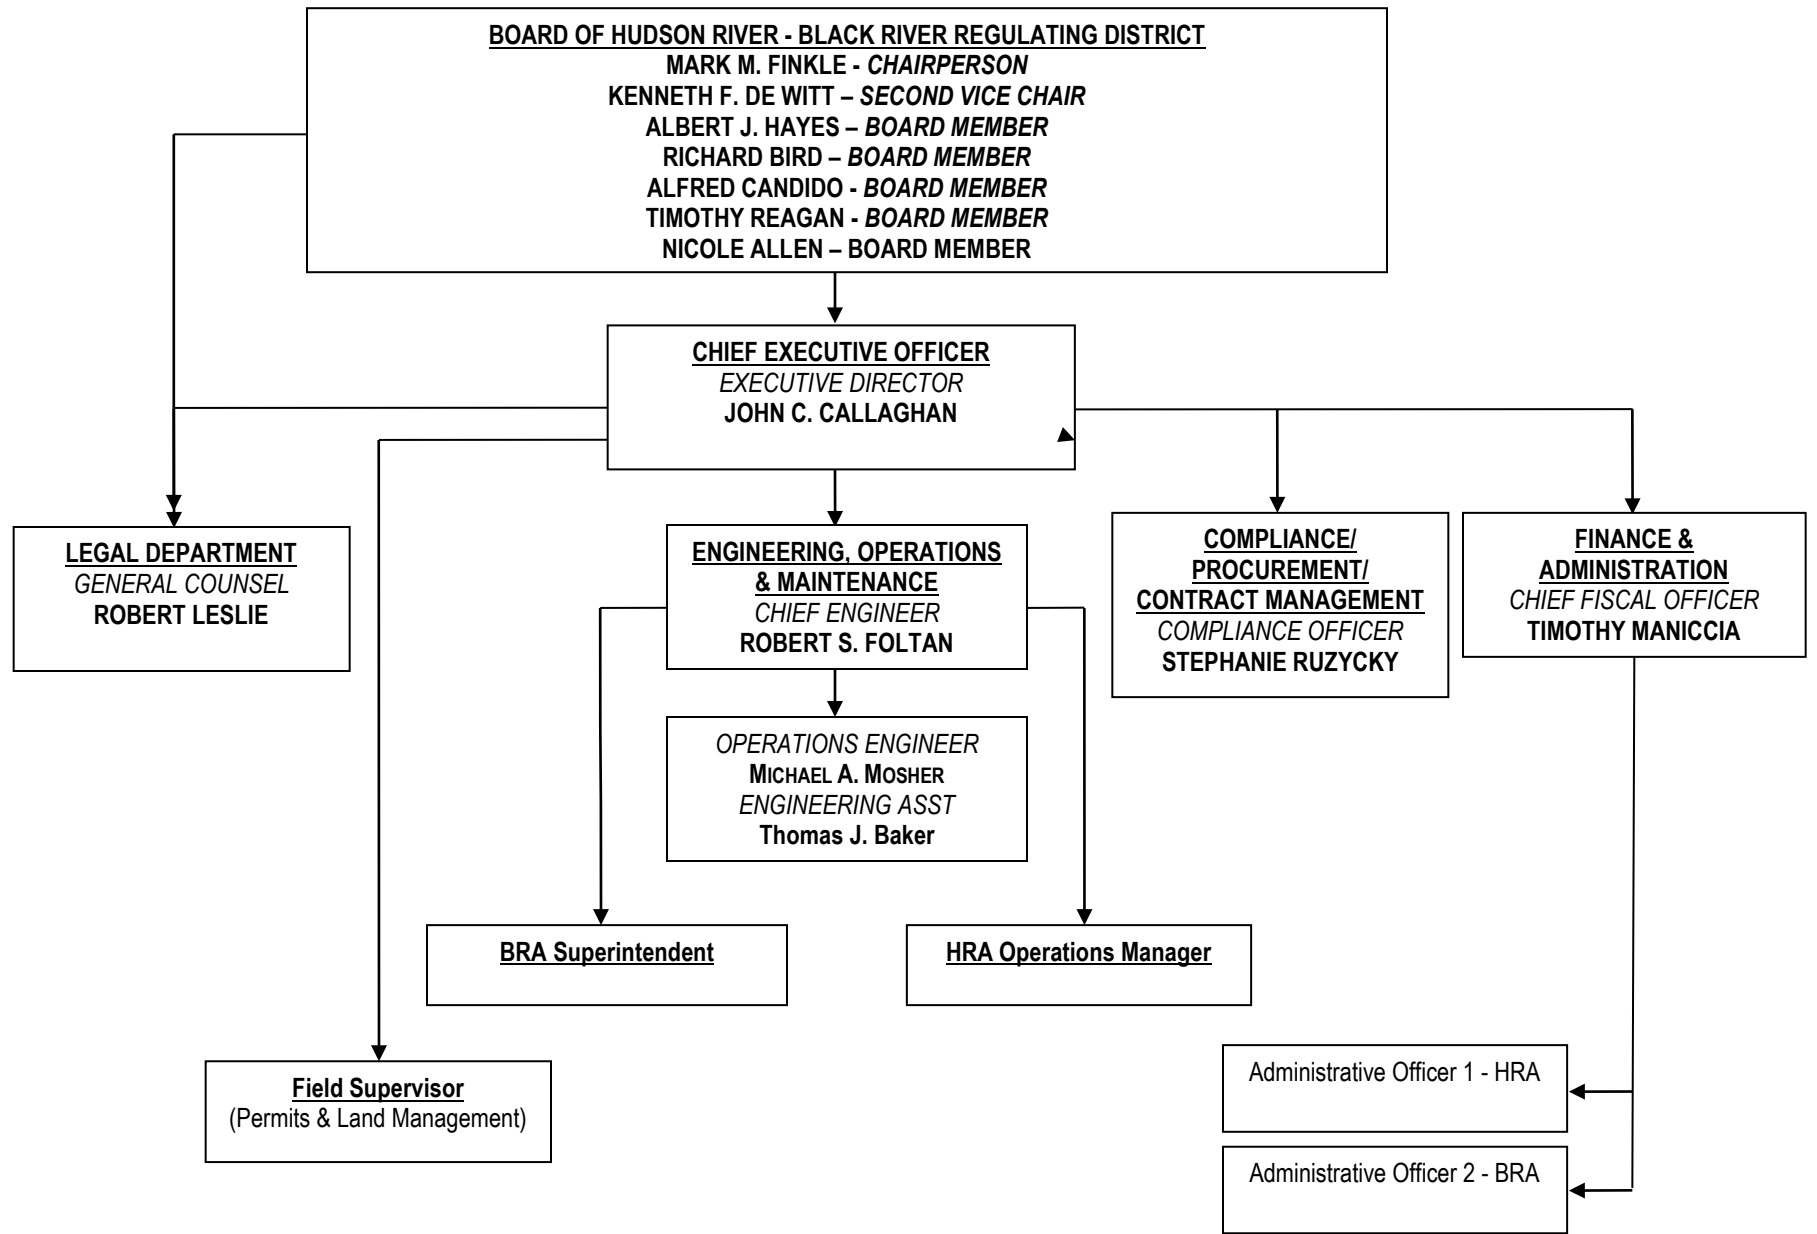 BOARD OF HUDSON RIVER - BLACK RIVER REGULATING DISTRICT
MARK M. FINKLE - CHAIRPERSON
KENNETH F. DE WITT – SECOND VICE CHAIR
ALBERT J. HAYES – BOARD MEMBER
RICHARD BIRD – BOARD MEMBER
ALFRED CANDIDO - BOARD MEMBER
TIMOTHY REAGAN - BOARD MEMBER
NICOLE ALLEN – BOARD MEMBER
CHIEF EXECUTIVE OFFICER
EXECUTIVE DIRECTOR
JOHN C. CALLAGHAN
LEGAL DEPARTMENT
GENERAL COUNSEL
ROBERT LESLIE
ENGINEERING, OPERATIONS
& MAINTENANCE
CHIEF ENGINEER
ROBERT S. FOLTAN
COMPLIANCE/
PROCUREMENT/
CONTRACT MANAGEMENT
COMPLIANCE OFFICER
STEPHANIE RUZYCKY
FINANCE &
ADMINISTRATION
CHIEF FISCAL OFFICER
TIMOTHY MANICCIA
OPERATIONS ENGINEER
MICHAEL A. MOSHER
ENGINEERING ASST
Thomas J. Baker
BRA Superintendent
HRA Operations Manager
Field Supervisor
(Permits & Land Management)
Administrative Officer 1 - HRA
Administrative Officer 2 - BRA